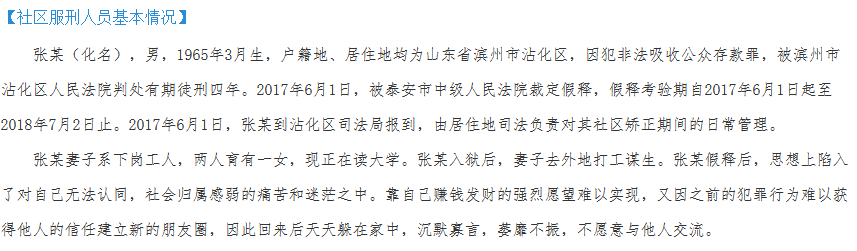 【社区服刑人员基本情况】
张某（化名），男，1965年3月生，户籍地、居住地均为山东省滨州市沾化区，因犯非法吸收公众存款罪，被滨州市
沾化区人民法院判处有期徒刑四年。2017年6月1日，被泰安市中级人民法院裁定假释，假释考验期自2017年6月1日起至
2018年7月2日止。2017年6月1日，张某到沾化区司法局报到，由居住地司法负责对其社区矫正期间的日常管理。
张某妻子系下岗工人，两人育有一女，现正在读大学。张某入狱后，妻子去外地打工谋生。张某假释后，思想上陷入
了对自己无法认同，社会归属感弱的痛苦和迷茫之中。靠自己赚钱发财的强烈愿望难以实现，又因之前的犯罪行为难以获
得他人的信任建立新的朋友圈，因此回来后天天躲在家中，沉默寡言，萎靡不振，不愿意与他人交流。